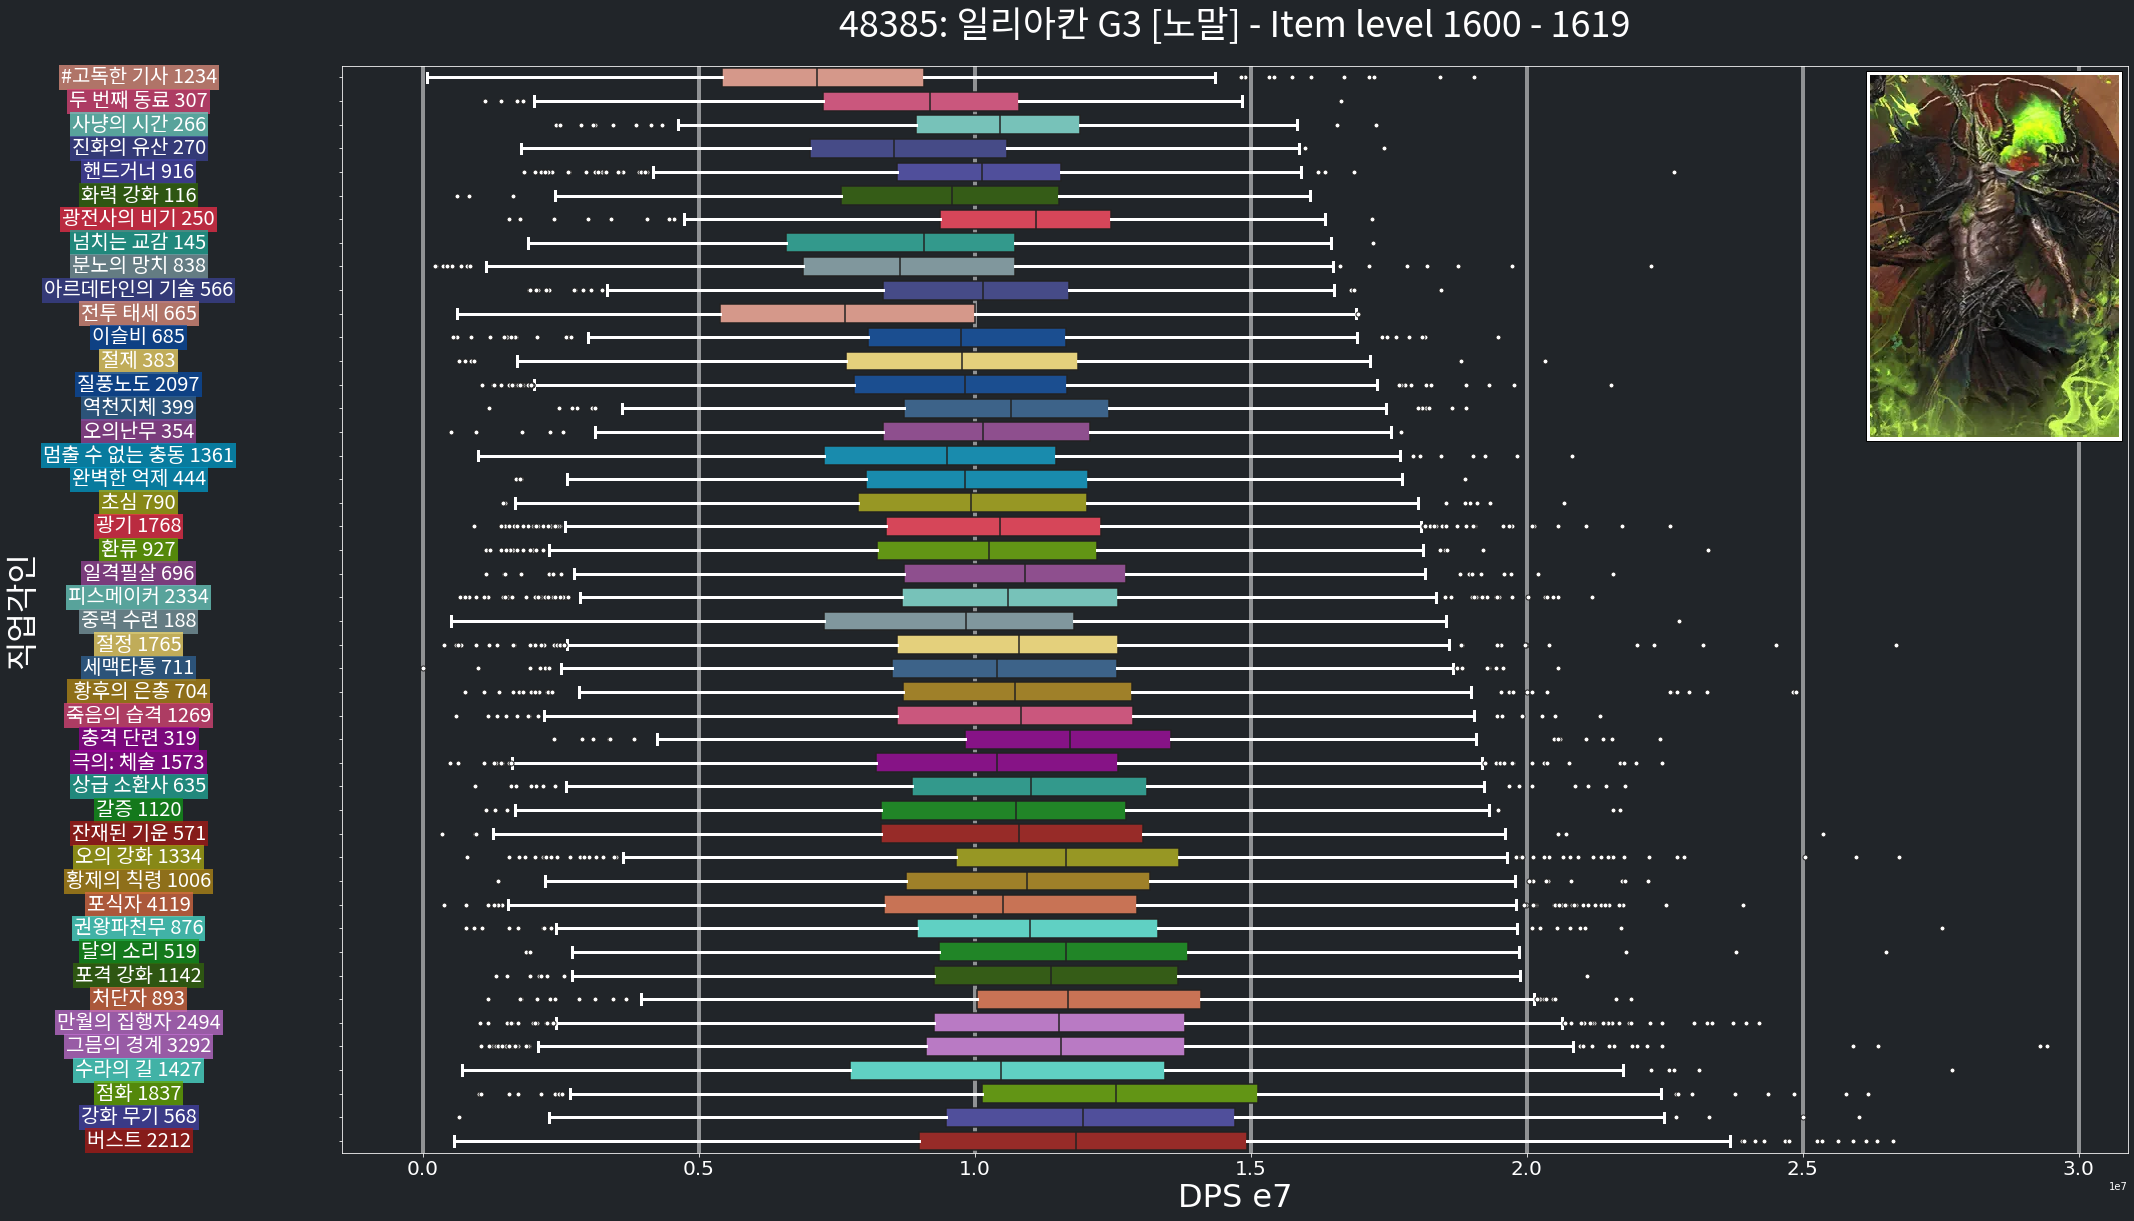 48385: 일리아칸 G3 [노말] - Item level 1600 - 1619
#고독한 기사 1234
두 번째 동료 307
사냥의 시간 266
진화의 유산 270
핸드거너 916
화력 강화 116
광전사의 비기 250
넘치는 교감 145
분노의 망치 838
아르데타인의 기술 566
전투 태세 665
이슬비 685
절제 383
질풍노도 2097
역천지체 399
오의난무 354
멈출 수 없는 충동 1361
완벽한 억제 444
초심 790
광기 1768
환류 927
일격필살 696
피스메이커 2334
중력 수련 188
절정 1765
세맥타통 711
황후의 은총 704
죽음의 습격 1269
충격 단련 319
극의: 체술 1573
상급 소환사 635
갈증 1120
잔재된 기운 571
오의 강화 1334
황제의 칙령 1006
포식자 4119
권왕파천무 876
달의 소리 519
포격 강화 1142
처단자 893
만월의 집행자 2494
그믐의 경계 3292
수라의 길 1427
점화 1837
강화 무기 568
버스트 2212
직업각인
0.0 0.5 1.0 1.5 2.0 2.5 3.0
DPS e7
1e7